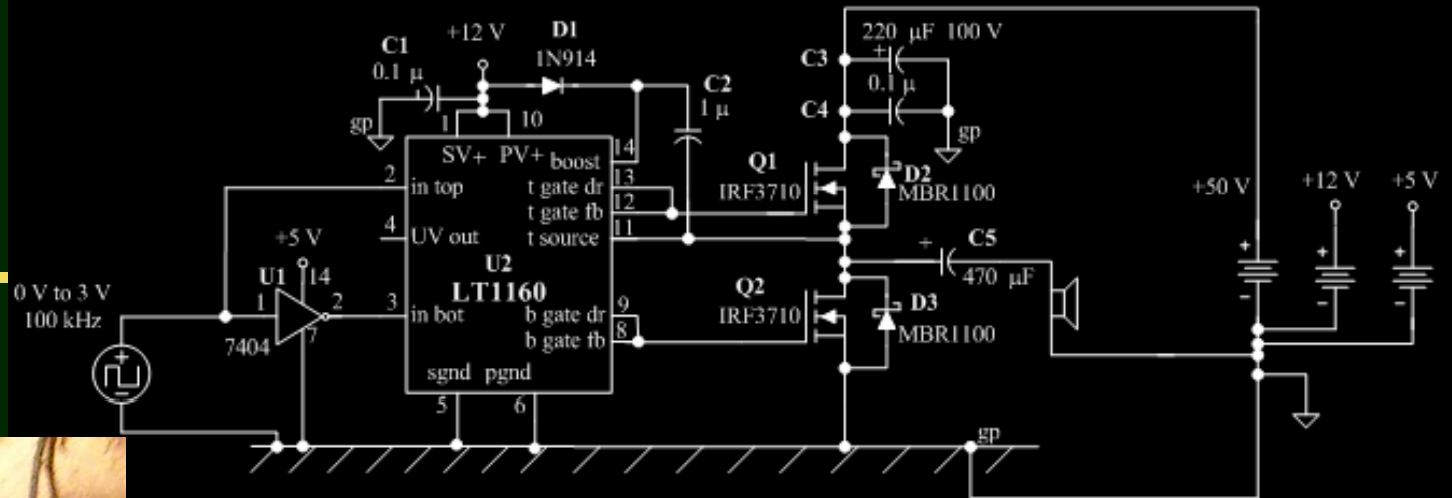 +12 V
D1
1N914
C1
0.1 μ
gp
1
10
C2
1 μ
220 μF 100 V
+
C3
0.1 μ
C4
gp
SV+ PV+
boost
14
2
in top
t gate dr
13
t gate fb
12
4
UV out
t source
11
Q1
IRF3710
D2
MBR1100
+50 V
+12 V
+5 V
+5 V
U1
14
1
2
7404
7
0 V to 3 V
100 kHz
+
−
U2
LT1160
3
in bot
b gate dr
9
b gate fb
8
sgnd pgnd
5
6
+
C5
470 μF
Q2
IRF3710
D3
MBR1100
+
-
+
-
+
-
gp